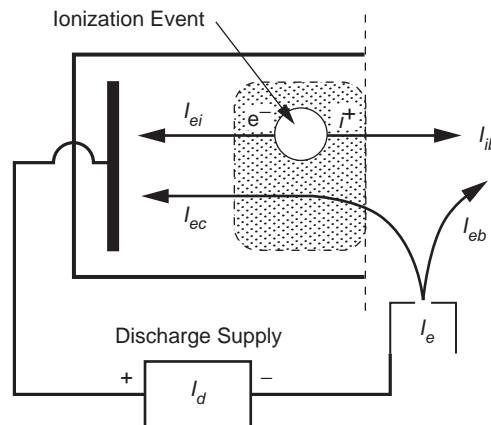 Ionization Event
I_ei e⁻ i⁺
I_ib
I_ec
I_eb
I_e
Discharge Supply
+ I_d −